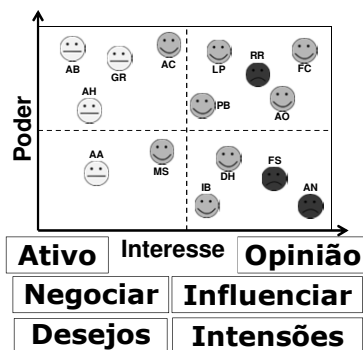 AB
GR
AC
LP
RR
FC
AH
PB
AO
AA
MS
DH
FS
IB
AN
Poder
Interesse
Ativo
Opinião
Negociar
Influenciar
Desejos
Intensões